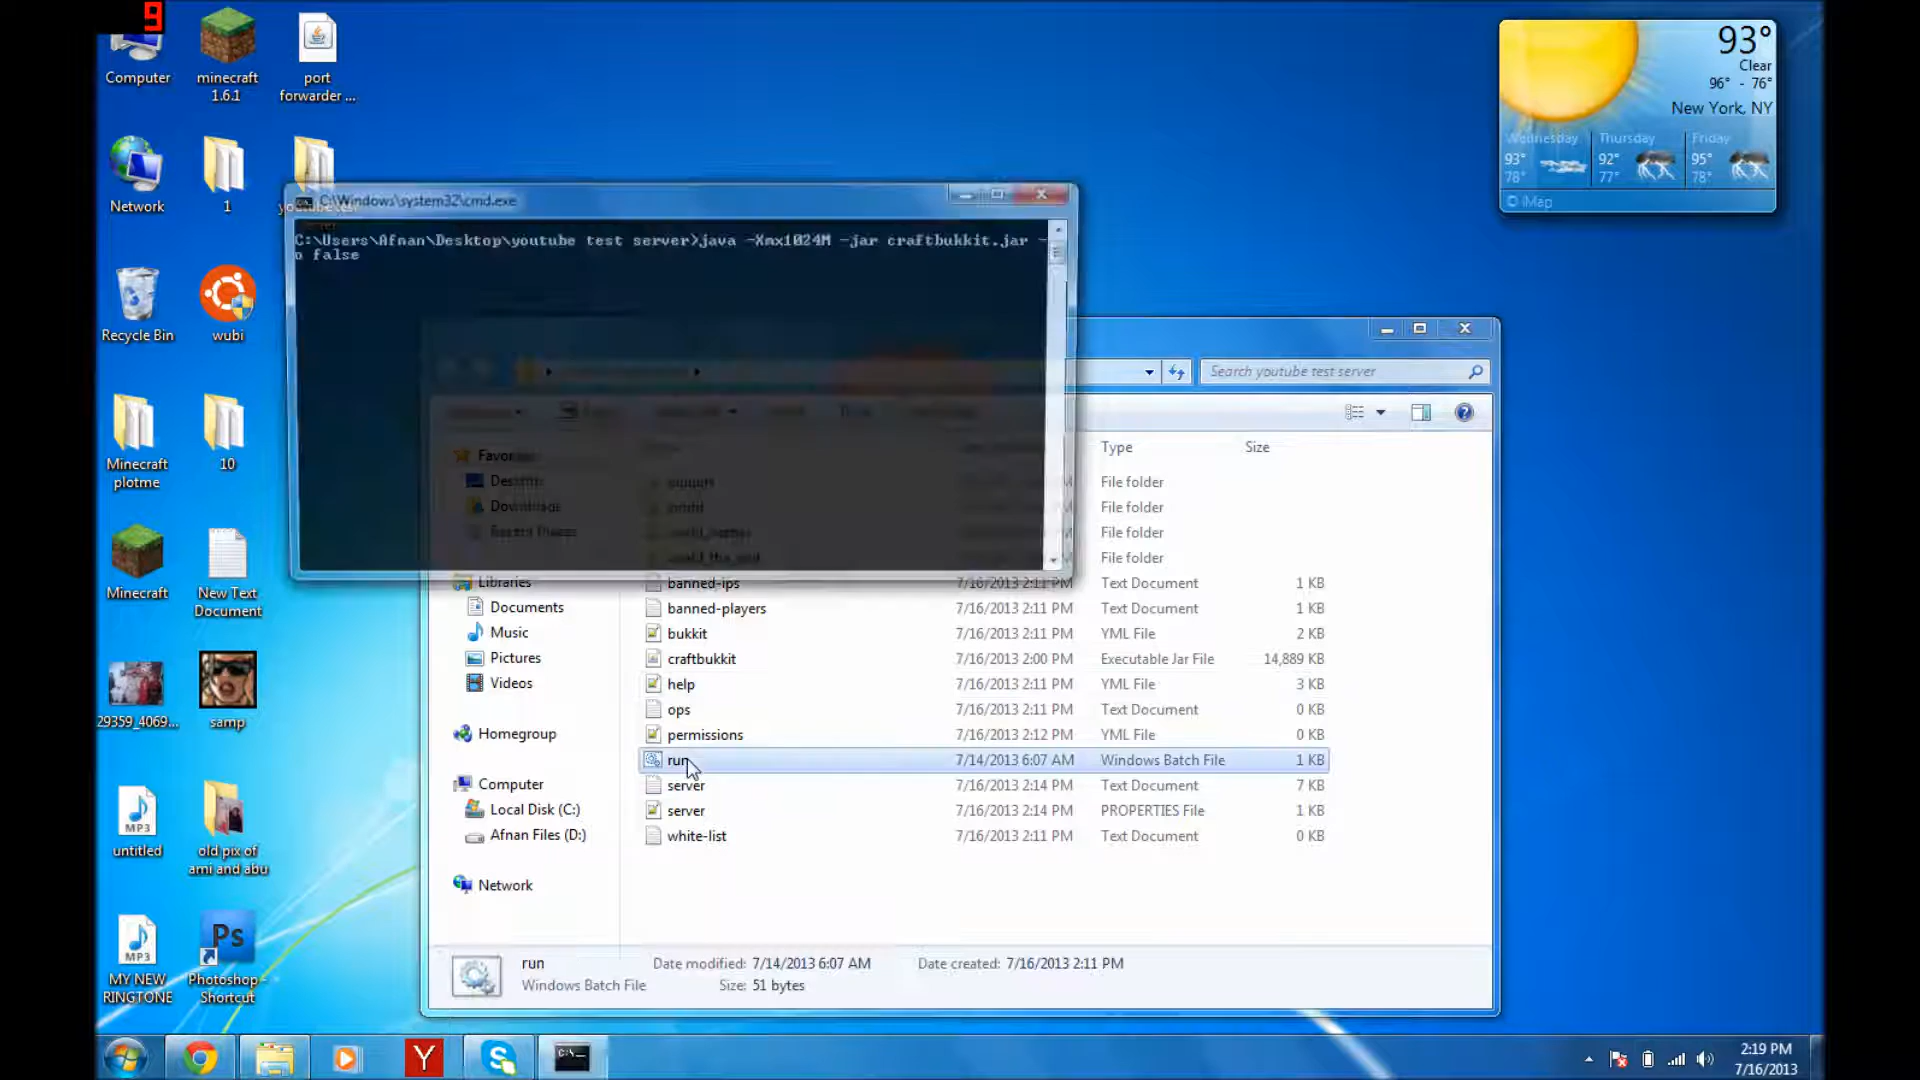 9
Computer
minecraft
1.6.1
port
forwarder ...
Network
1
Recycle Bin
wubi
Minecraft
plotme
10
Minecraft
New Text
Document
29359_4069...
samp
untitled
old pix of
ami and abu
MY NEW
RINGTONE
Photoshop -
Shortcut
Ps
93°
Clear
96° - 76°
New York, NY
Wednesday
Thursday
Friday
93°
78°
92°
77°
95°
78°
© iMap
C:\Windows\system32\cmd.exe
C:\Users\Afnan\Desktop\youtube test server>java -Xmx1024M -jar craftbukkit.jar -
o false
Search youtube test server
Type
Size
Favorites
Desktop
Downloads
Recent Places
Libraries
Documents
Music
Pictures
Videos
Homegroup
Computer
Local Disk (C:)
Afnan Files (D:)
Network
File folder
world
File folder
world_nether
File folder
world_the_end
File folder
banned-ips 7/16/2013 2:11 PM Text Document 1 KB
banned-players 7/16/2013 2:11 PM Text Document 1 KB
bukkit 7/16/2013 2:11 PM YML File 2 KB
craftbukkit 7/16/2013 2:00 PM Executable Jar File 14,889 KB
help 7/16/2013 2:11 PM YML File 3 KB
ops 7/16/2013 2:11 PM Text Document 0 KB
permissions 7/16/2013 2:12 PM YML File 0 KB
run 7/14/2013 6:07 AM Windows Batch File 1 KB
server 7/16/2013 2:14 PM Text Document 7 KB
server 7/16/2013 2:14 PM PROPERTIES File 1 KB
white-list 7/16/2013 2:11 PM Text Document 0 KB
run Date modified: 7/14/2013 6:07 AM Date created: 7/16/2013 2:11 PM
Windows Batch File Size: 51 bytes
Y
2:19 PM
7/16/2013